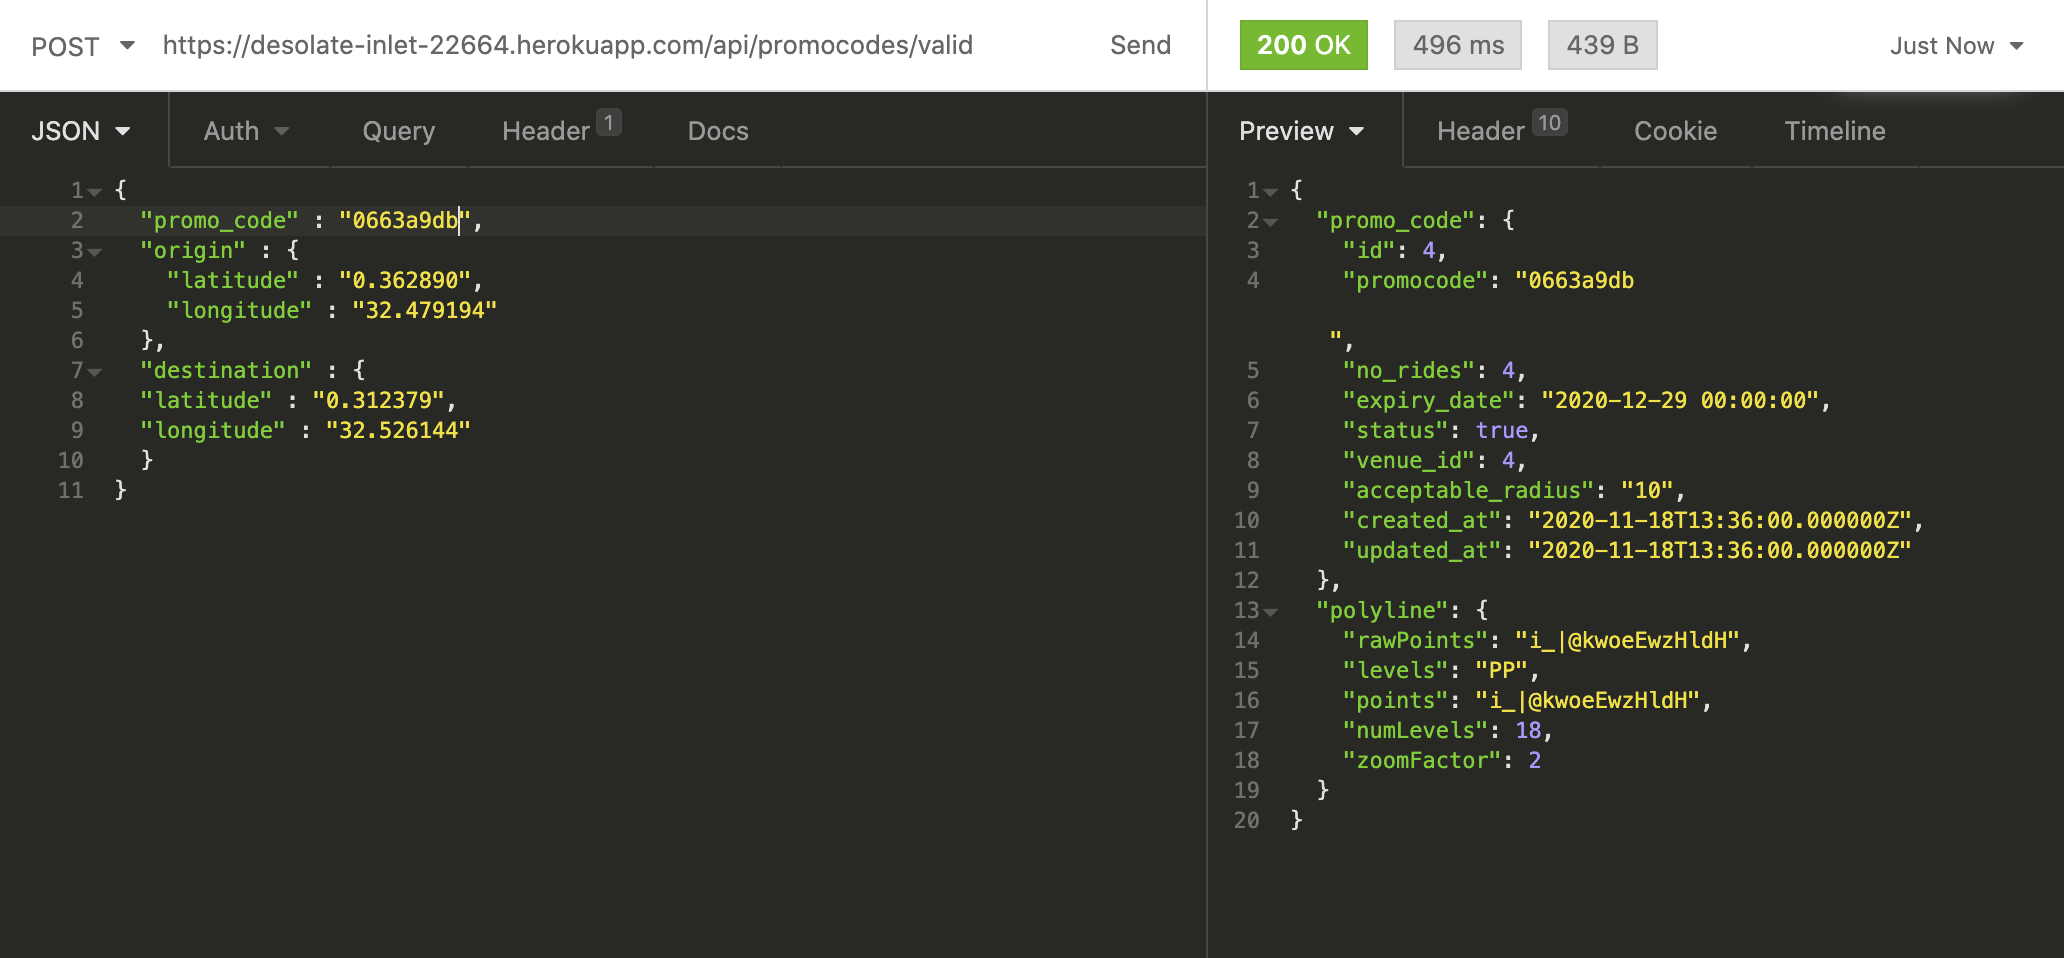 POST https://desolate-inlet-22664.herokuapp.com/api/promocodes/valid Send
200 OK 496 ms 439 B Just Now
JSON Auth Query Header 1 Docs
1 {
2 "promo_code" : "0663a9db",
3 "origin" : {
4 "latitude" : "0.362890",
5 "longitude" : "32.479194"
6 },
7 "destination" : {
8 "latitude" : "0.312379",
9 "longitude" : "32.526144"
10 }
11 }
Preview Header 10 Cookie Timeline
1 {
2 "promo_code": {
3 "id": 4,
4 "promocode": "0663a9db
",
5 "no_rides": 4,
6 "expiry_date": "2020-12-29 00:00:00",
7 "status": true,
8 "venue_id": 4,
9 "acceptable_radius": "10",
10 "created_at": "2020-11-18T13:36:00.000000Z",
11 "updated_at": "2020-11-18T13:36:00.000000Z"
12 },
13 "polyline": {
14 "rawPoints": "i_|@kwoeEwzHldH",
15 "levels": "PP",
16 "points": "i_|@kwoeEwzHldH",
17 "numLevels": 18,
18 "zoomFactor": 2
19 }
20 }